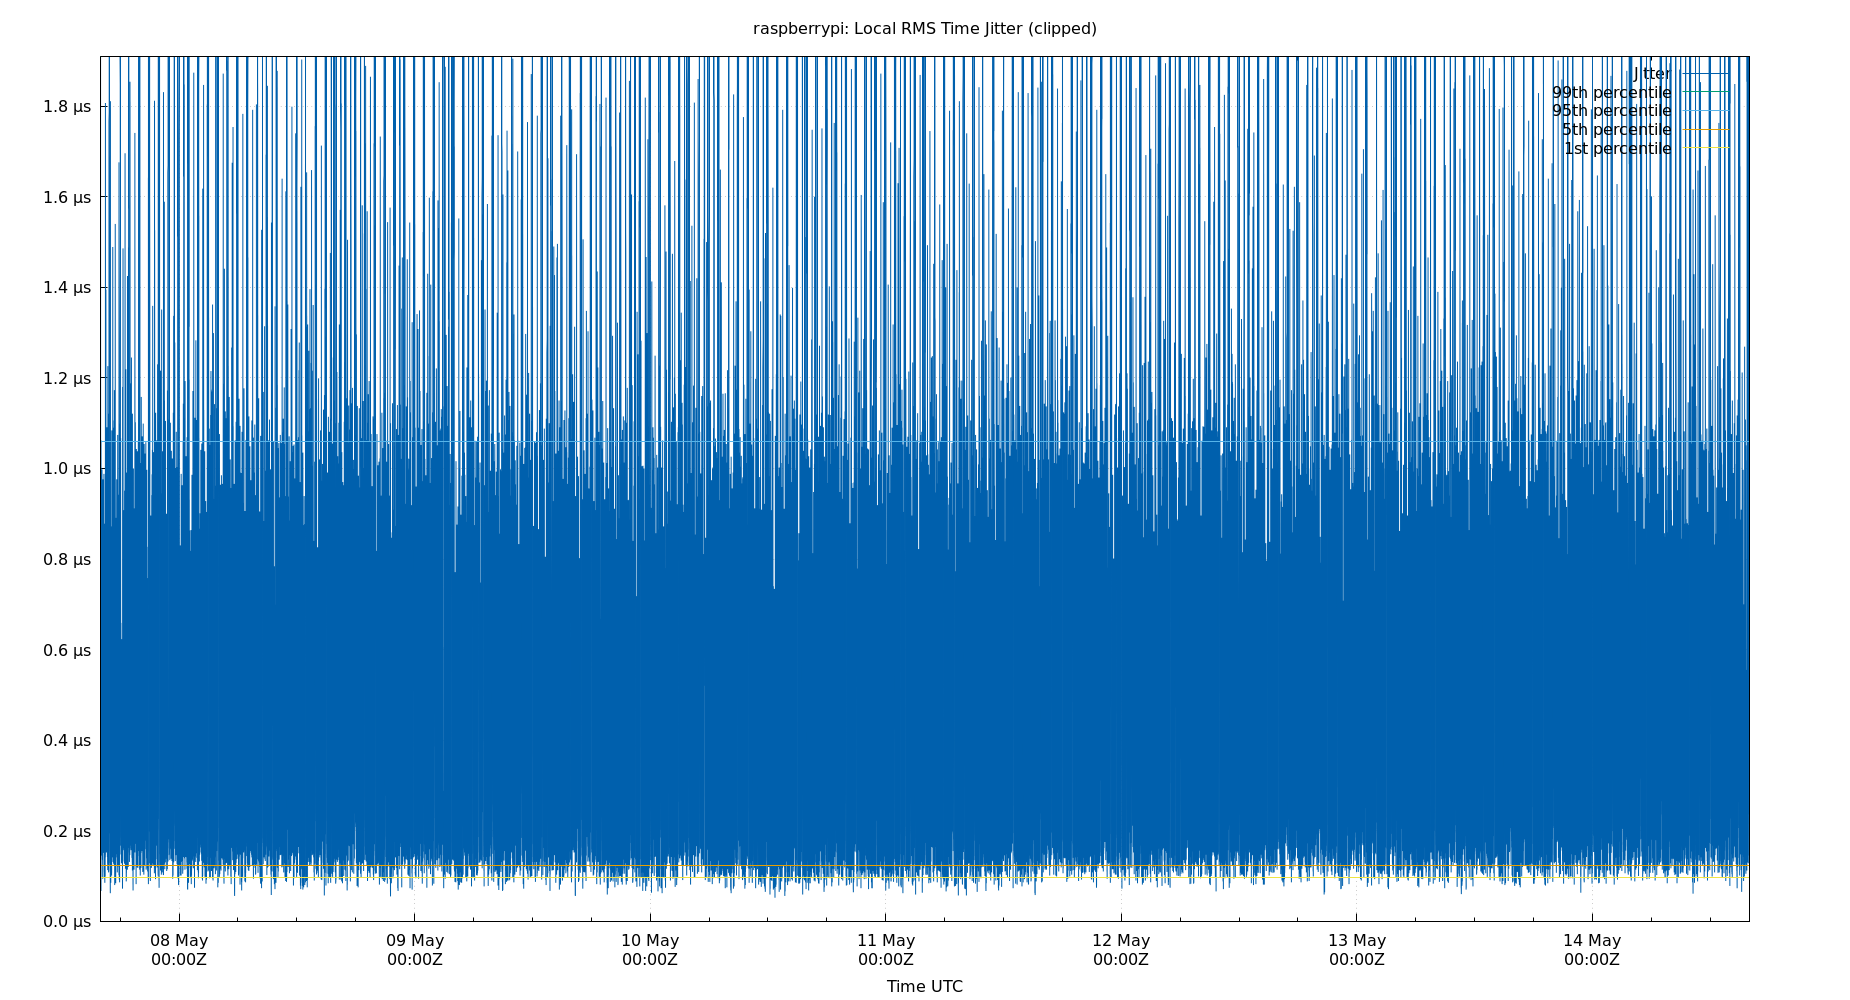 raspberrypi: Local RMS Time Jitter (clipped)
Jitter
99th percentile
95th percentile
5th percentile
1st percentile
1.8 µs
1.6 µs
1.4 µs
1.2 µs
1.0 µs
0.8 µs
0.6 µs
0.4 µs
0.2 µs
0.0 µs
08 May 09 May 10 May 11 May 12 May 13 May 14 May
00:00Z 00:00Z 00:00Z 00:00Z 00:00Z 00:00Z 00:00Z
Time UTC